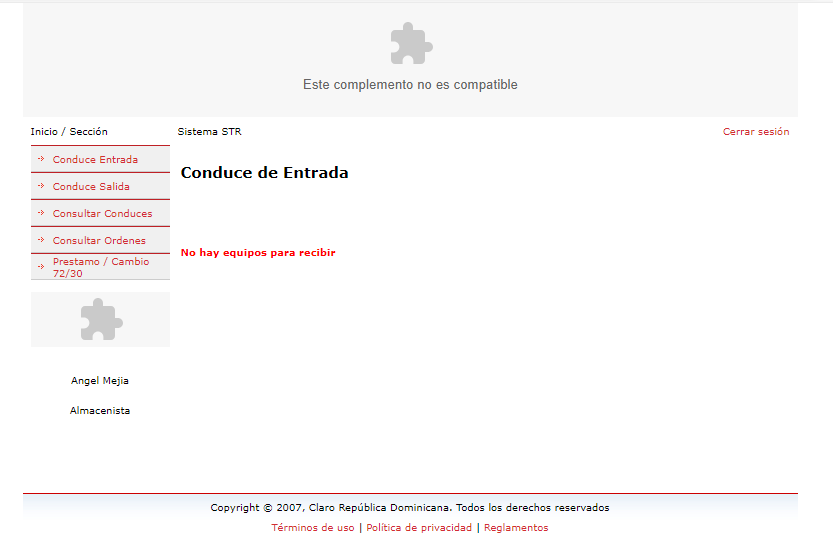 Este complemento no es compatible
Inicio / Sección
Sistema STR
Cerrar sesión
Conduce Entrada
Conduce Salida
Consultar Conduces
Consultar Ordenes
Prestamo / Cambio
72/30
Conduce de Entrada
No hay equipos para recibir
Angel Mejia
Almacenista
Copyright © 2007, Claro República Dominicana. Todos los derechos reservados
Términos de uso | Política de privacidad | Reglamentos